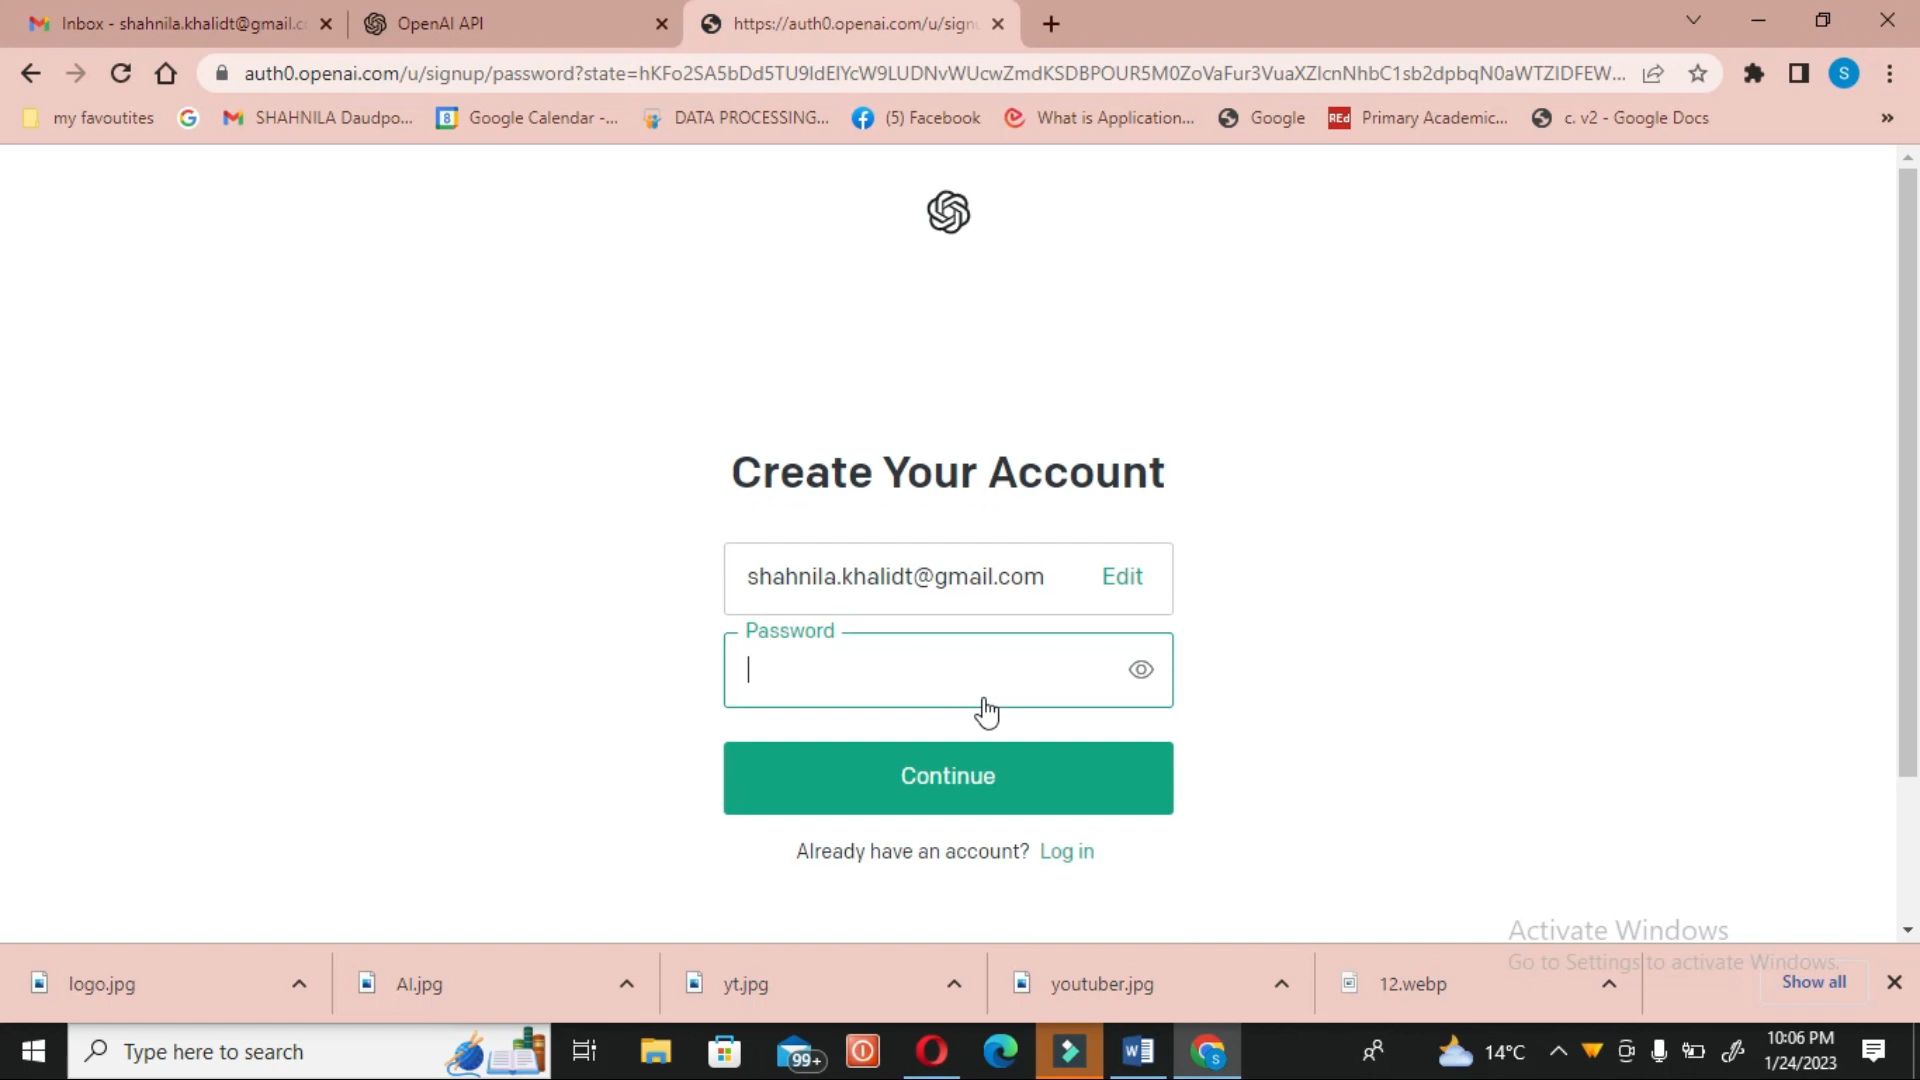 Inbox - shahnila.khalidt@gmail.c
OpenAI API
https://auth0.openai.com/u/sign
auth0.openai.com/u/signup/password?state=hKFo2SA5bDd5TU9IdEIYcW9LUDNvWUcwZmdKSDBPOUR5M0ZoVaFur3VuaXZlcnNhbC1sb2dpbqN0aWTZIDFEW...
my favoutites
SHAHNILA Daudpo...
8
Google Calendar -...
DATA PROCESSING...
(5) Facebook
What is Application...
Google
REd
Primary Academic...
c. v2 - Google Docs
»
S
Create Your Account
shahnila.khalidt@gmail.com
Edit
Password
Continue
Already have an account? Log in
Activate Windows
Go to Settings to activate Windows.
logo.jpg
AI.jpg
yt.jpg
youtuber.jpg
12.webp
Show all
Type here to search
99+
14°C
10:06 PM
1/24/2023